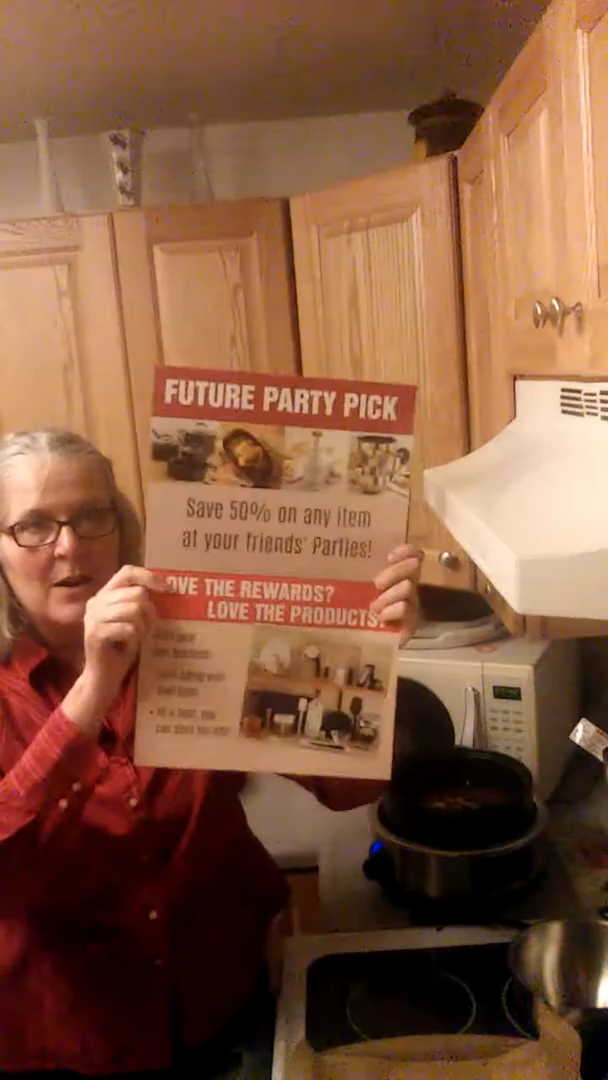 FUTURE PARTY PICK
Save 50% on any item
at your friends' Parties!
OVE THE REWARDS?
LOVE THE PRODUCTS?